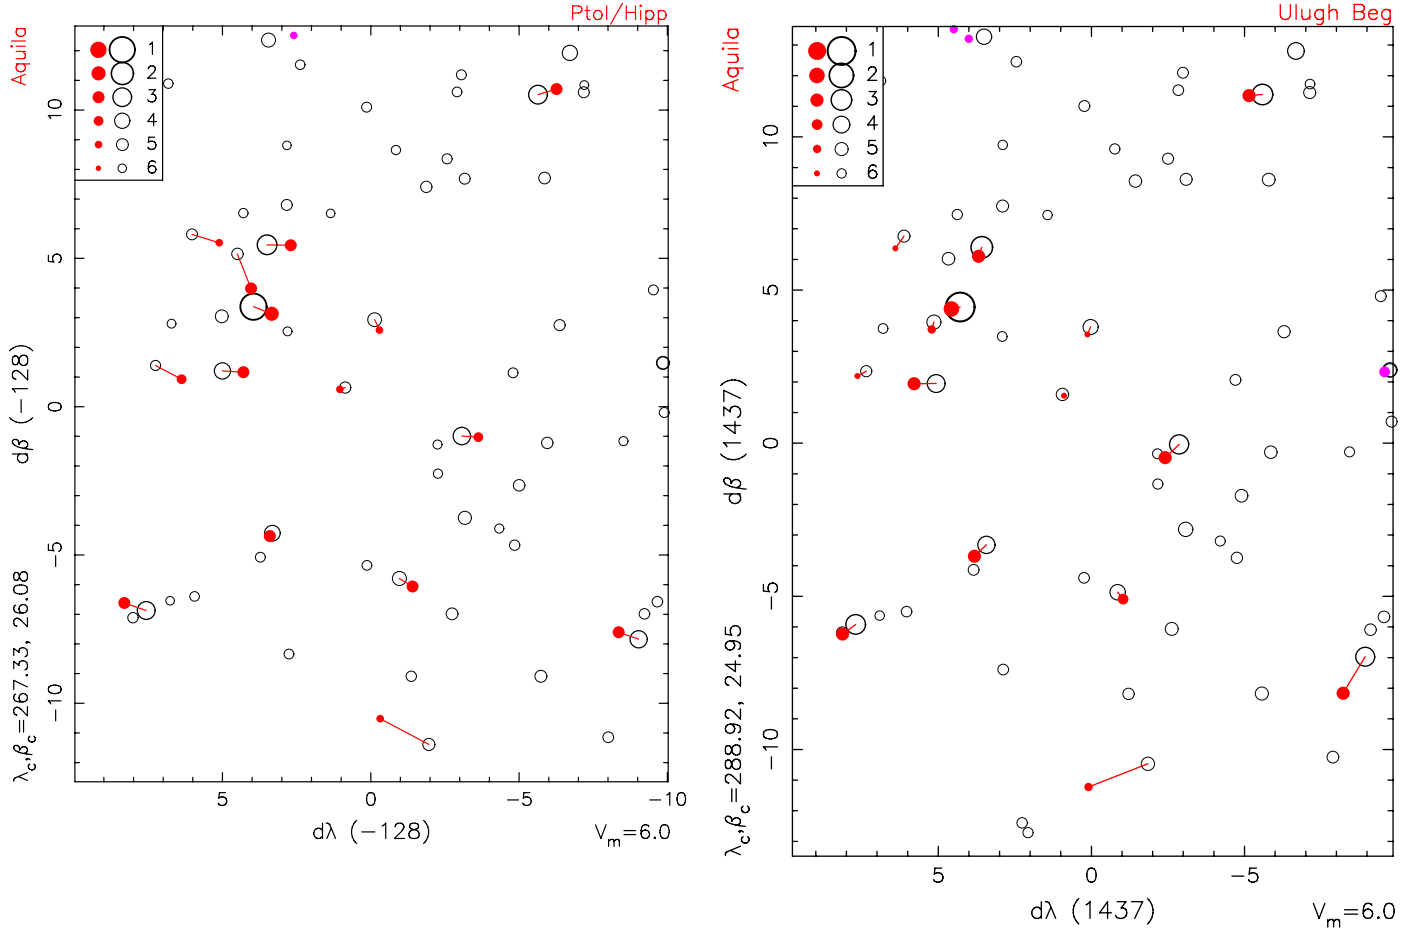 Ptol/Hipp
Aquila
1
2
3
4
5
6
10
5
0
−5
−10
dβ (−128)
λc,βc=267.33, 26.08
5
0
−5
−10
dλ (−128)
Vm=6.0
Ulugh Beg
Aquila
1
2
3
4
5
6
10
5
0
−5
−10
dβ (1437)
λc,βc=288.92, 24.95
5
0
−5
dλ (1437)
Vm=6.0